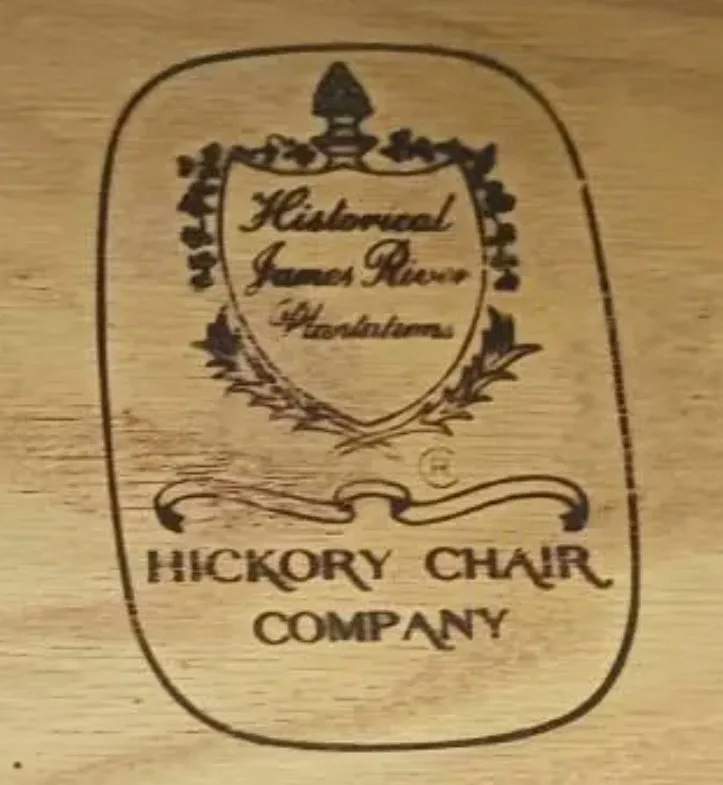 Historical
James River
Plantations
®
HICKORY CHAIR
COMPANY